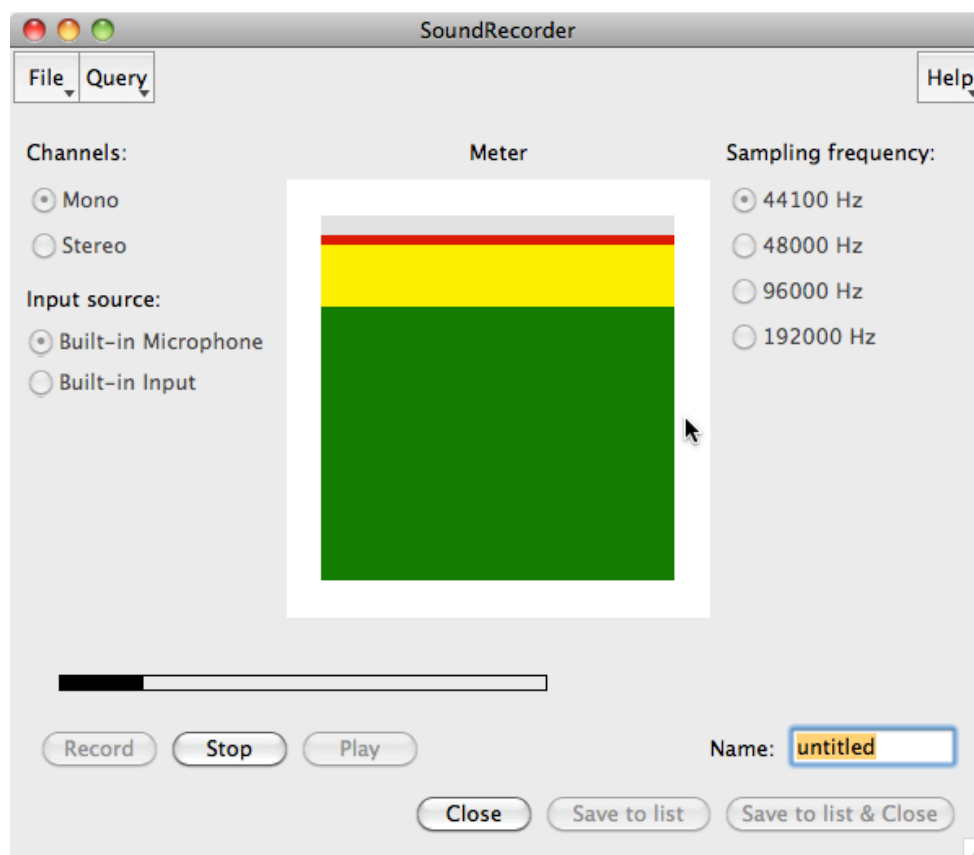 SoundRecorder
File Query Help
Channels: Meter Sampling frequency:
Mono 44100 Hz
Stereo 48000 Hz
Input source: 96000 Hz
Built-in Microphone 192000 Hz
Built-in Input
Record Stop Play Name: untitled
Close Save to list Save to list & Close